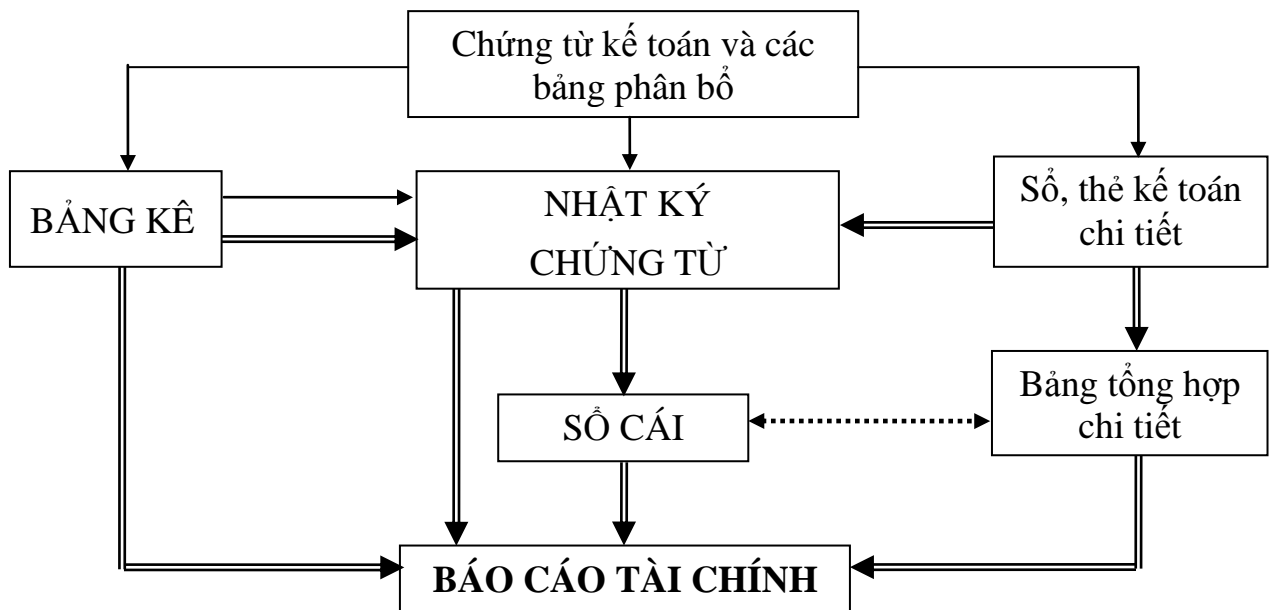 Chứng từ kế toán và các
bảng phân bổ
BẢNG KÊ
NHẬT KÝ
CHỨNG TỪ
Sổ, thẻ kế toán
chi tiết
SỔ CÁI
Bảng tổng hợp
chi tiết
BÁO CÁO TÀI CHÍNH